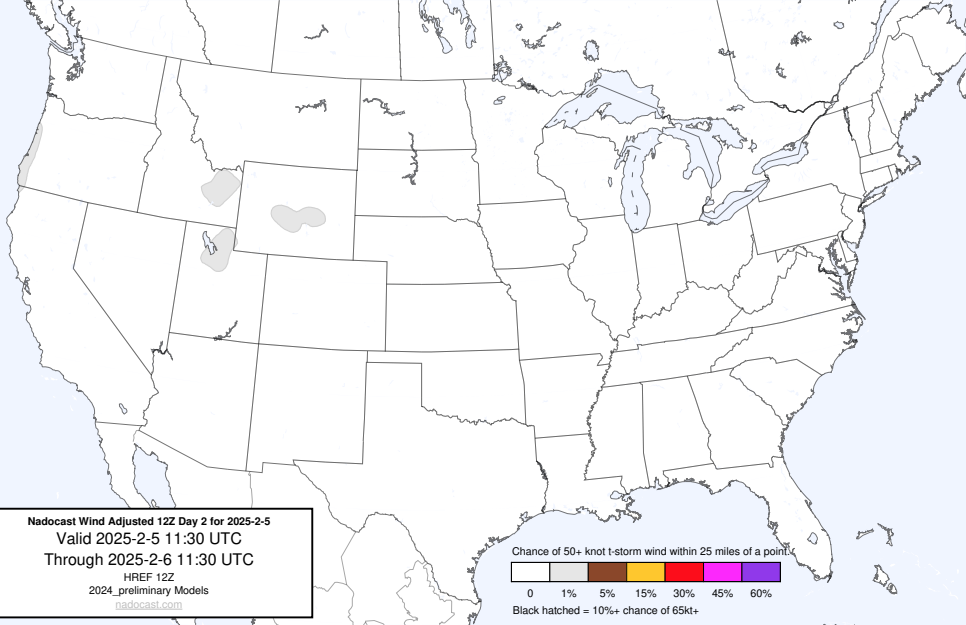 Nadocast Wind Adjusted 12Z Day 2 for 2025-2-5
Valid 2025-2-5 11:30 UTC
Through 2025-2-6 11:30 UTC
HREF 12Z
2024_preliminary Models
nadocast.com
Chance of 50+ knot t-storm wind within 25 miles of a point.
0 1% 5% 15% 30% 45% 60%
Black hatched = 10%+ chance of 65kt+